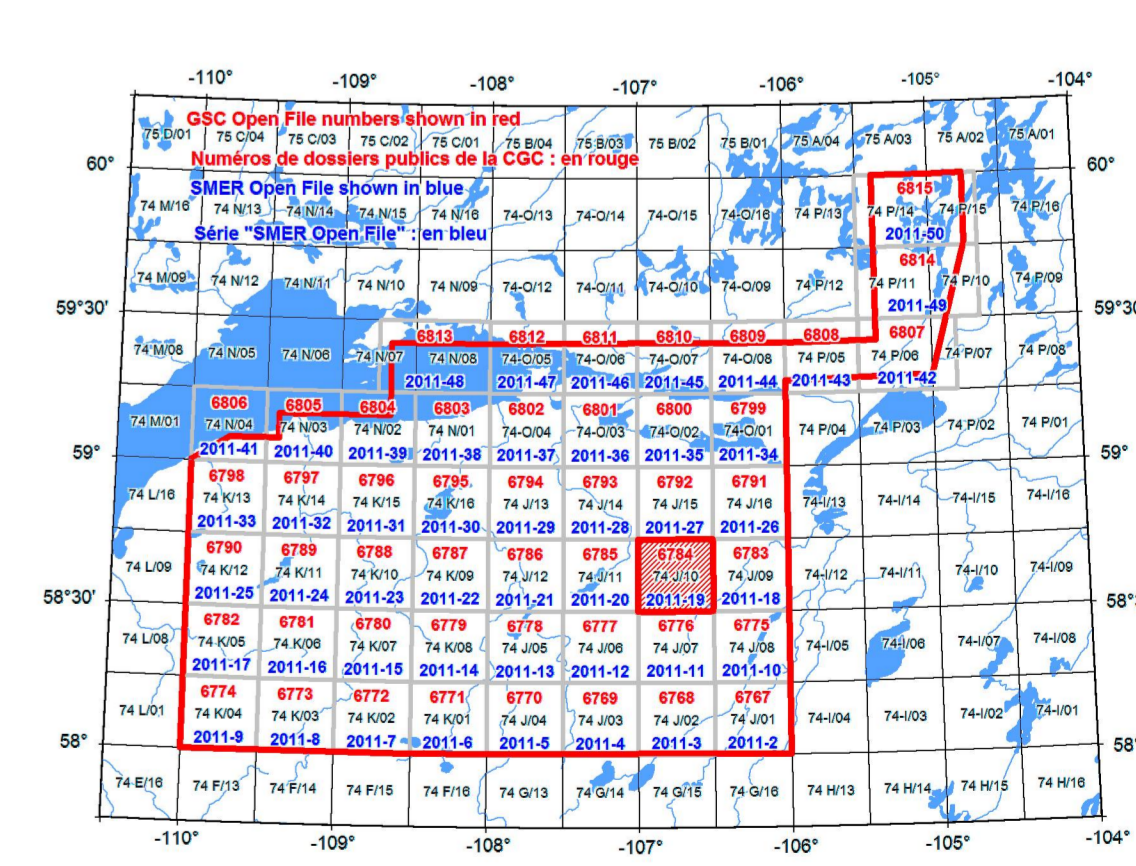 -110° -109° -108° -107° -106° -105° -104°
GSC Open File numbers shown in red
75 D/01 75 C/04 75 C/03 75 C/02 75 C/01 75 B/04 75 B/03 75 B/02 75 B/01 75 A/04 75 A/03 75 A/02 75 A/01
Numéros de dossiers publics de la CGC : en rouge
60° 60°
SMER Open File shown in blue
6815
74 M/16 74 N/13 74 N/14 74 N/15 74 N/16 74-O/13 74-O/14 74-O/15 74-O/16 74 P/13 74 P/14 74 P/15 74 P/16
Série "SMER Open File" : en bleu
2011-50
6814
74 M/09 74 N/12 74 N/11 74 N/10 74 N/09 74-O/12 74-O/11 74-O/10 74-O/09 74 P/12 74 P/11 74 P/10 74 P/09
2011-49
59°30' 59°30
6813 6812 6811 6810 6809 6808 6807
74 M/08 74 N/05 74 N/06 74 N/07 74 N/08 74-O/05 74-O/06 74-O/07 74-O/08 74 P/05 74 P/06 74 P/07 74 P/08
2011-48 2011-47 2011-46 2011-45 2011-44 2011-43 2011-42
6806 6805 6804 6803 6802 6801 6800 6799
74 M/01 74 N/04 74 N/03 74 N/02 74 N/01 74-O/04 74-O/03 74-O/02 74-O/01 74 P/04 74 P/03 74 P/02 74 P/01
2011-41 2011-40 2011-39 2011-38 2011-37 2011-36 2011-35 2011-34
59° 59°
6798 6797 6796 6795 6794 6793 6792 6791
74 L/16 74 K/13 74 K/14 74 K/15 74 K/16 74 J/13 74 J/14 74 J/15 74 J/16 74-I/13 74-I/14 74-I/15 74-I/16
2011-33 2011-32 2011-31 2011-30 2011-29 2011-28 2011-27 2011-26
6790 6789 6788 6787 6786 6785 6784 6783
74 L/09 74 K/12 74 K/11 74 K/10 74 K/09 74 J/12 74 J/11 74 J/10 74 J/09 74-I/12 74-I/11 74-I/10 74-I/09
2011-25 2011-24 2011-23 2011-22 2011-21 2011-20 2011-19 2011-18
58°30' 58°
6782 6781 6780 6779 6778 6777 6776 6775
74 L/08 74 K/05 74 K/06 74 K/07 74 K/08 74 J/05 74 J/06 74 J/07 74 J/08 74-I/05 74-I/06 74-I/07 74-I/08
2011-17 2011-16 2011-15 2011-14 2011-13 2011-12 2011-11 2011-10
6774 6773 6772 6771 6770 6769 6768 6767
74 L/01 74 K/04 74 K/03 74 K/02 74 K/01 74 J/04 74 J/03 74 J/02 74 J/01 74-I/04 74-I/03 74-I/02 74-I/01
2011-9 2011-8 2011-7 2011-6 2011-5 2011-4 2011-3 2011-2
58° 58°
74 E/16 74 F/13 74 F/14 74 F/15 74 F/16 74 G/13 74 G/14 74 G/15 74 G/16 74 H/13 74 H/14 74 H/15 74 H/16
-110° -109° -108° -107° -106° -105° -104°